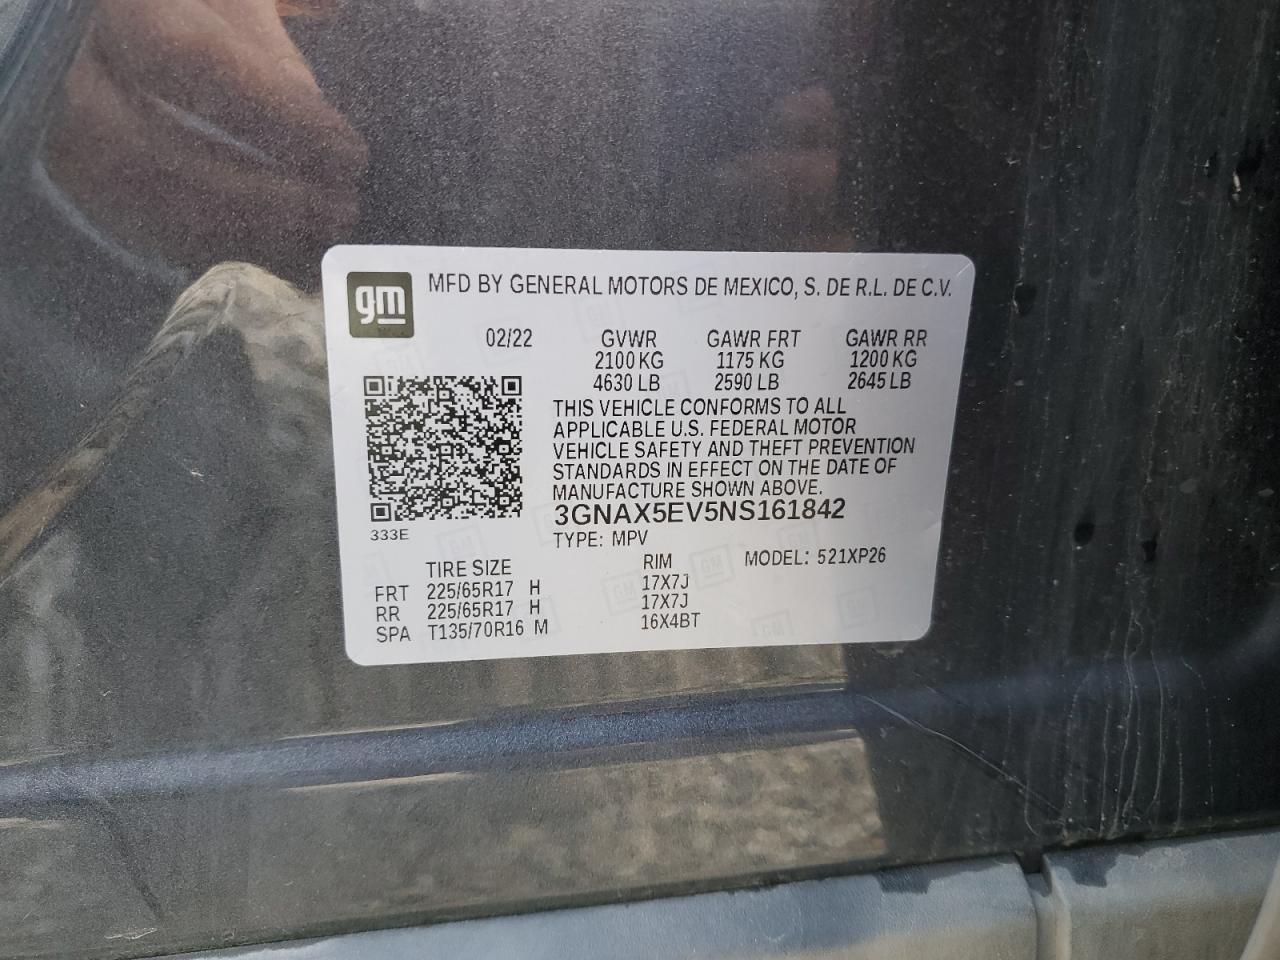 gm
MFD BY GENERAL MOTORS DE MEXICO, S. DE R.L. DE C.V.
02/22 GVWR GAWR FRT GAWR RR
2100 KG 1175 KG 1200 KG
4630 LB 2590 LB 2645 LB
THIS VEHICLE CONFORMS TO ALL
APPLICABLE U.S. FEDERAL MOTOR
VEHICLE SAFETY AND THEFT PREVENTION
STANDARDS IN EFFECT ON THE DATE OF
MANUFACTURE SHOWN ABOVE.
3GNAX5EV5NS161842
333E
TYPE: MPV
TIRE SIZE RIM MODEL: 521XP26
FRT 225/65R17 H 17X7J
RR 225/65R17 H 17X7J
SPA T135/70R16 M 16X4BT